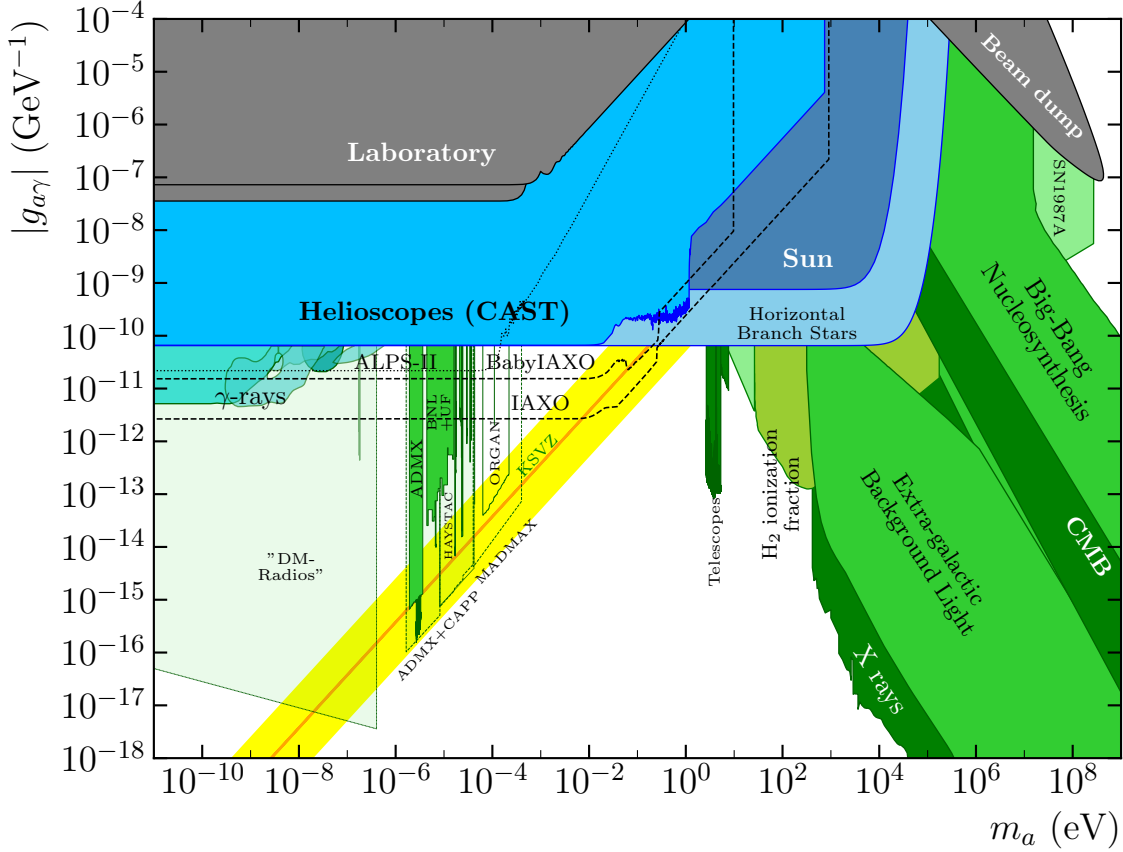 |g_{aγ}| (GeV⁻¹)
10⁻⁴
10⁻⁵
10⁻⁶
10⁻⁷
10⁻⁸
10⁻⁹
10⁻¹⁰
10⁻¹¹
10⁻¹²
10⁻¹³
10⁻¹⁴
10⁻¹⁵
10⁻¹⁶
10⁻¹⁷
10⁻¹⁸
Laboratory
Beam dump
SN1987A
Helioscopes (CAST)
Sun
Horizontal
Branch Stars
Big-Bang
Nucleosynthesis
ALPS-II
BabyIAXO
γ-rays
IAXO
ADMX
BNL
+UF
HAYSTAC
ORGAN
KSVZ
"DM-
Radios"
ADMX+CAPP
MADMAX
Telescopes
H₂ ionization
fraction
Extra-galactic
Background Light
CMB
X rays
10⁻¹⁰
10⁻⁸
10⁻⁶
10⁻⁴
10⁻²
10⁰
10²
10⁴
10⁶
10⁸
m_a (eV)